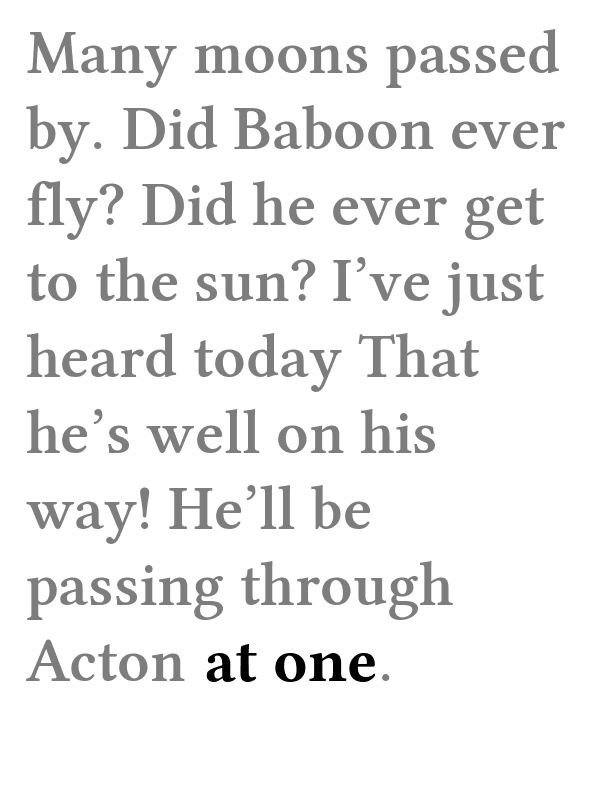 Many moons passed
by. Did Baboon ever
fly? Did he ever get
to the sun? I’ve just
heard today That
he’s well on his
way! He’ll be
passing through
Acton at one.